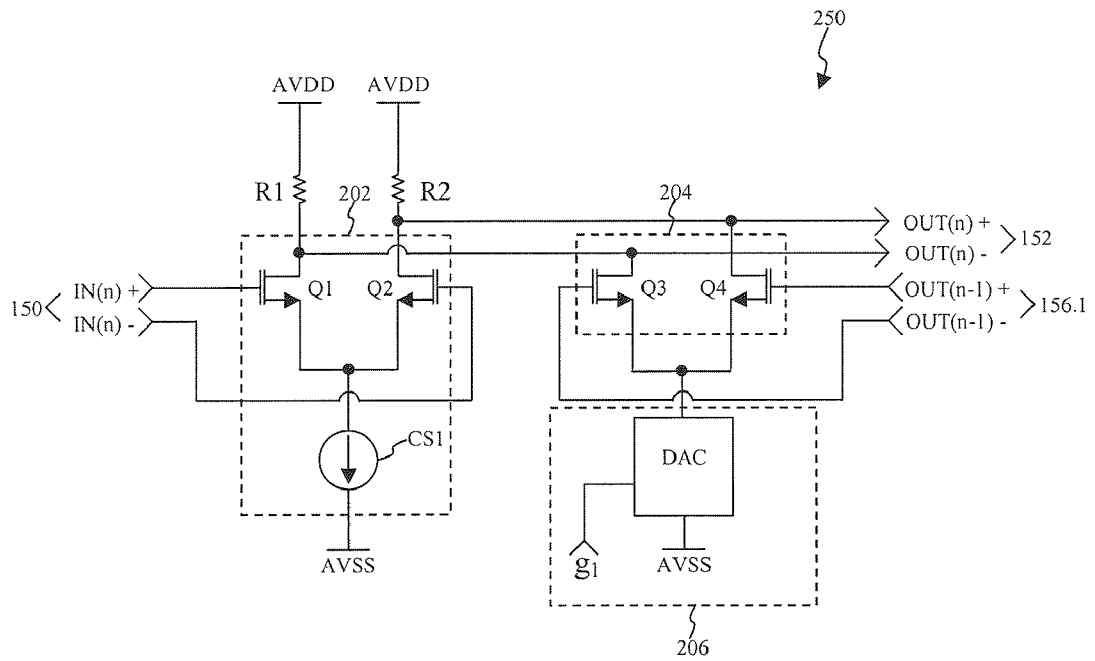 250
AVDD AVDD
R1 202 R2 204
OUT(n) +
152
OUT(n) -
Q1 Q2 Q3 Q4
150 IN(n) +
IN(n) -
OUT(n-1) +
156.1
OUT(n-1) -
CS1
DAC
AVSS
g1
AVSS
206